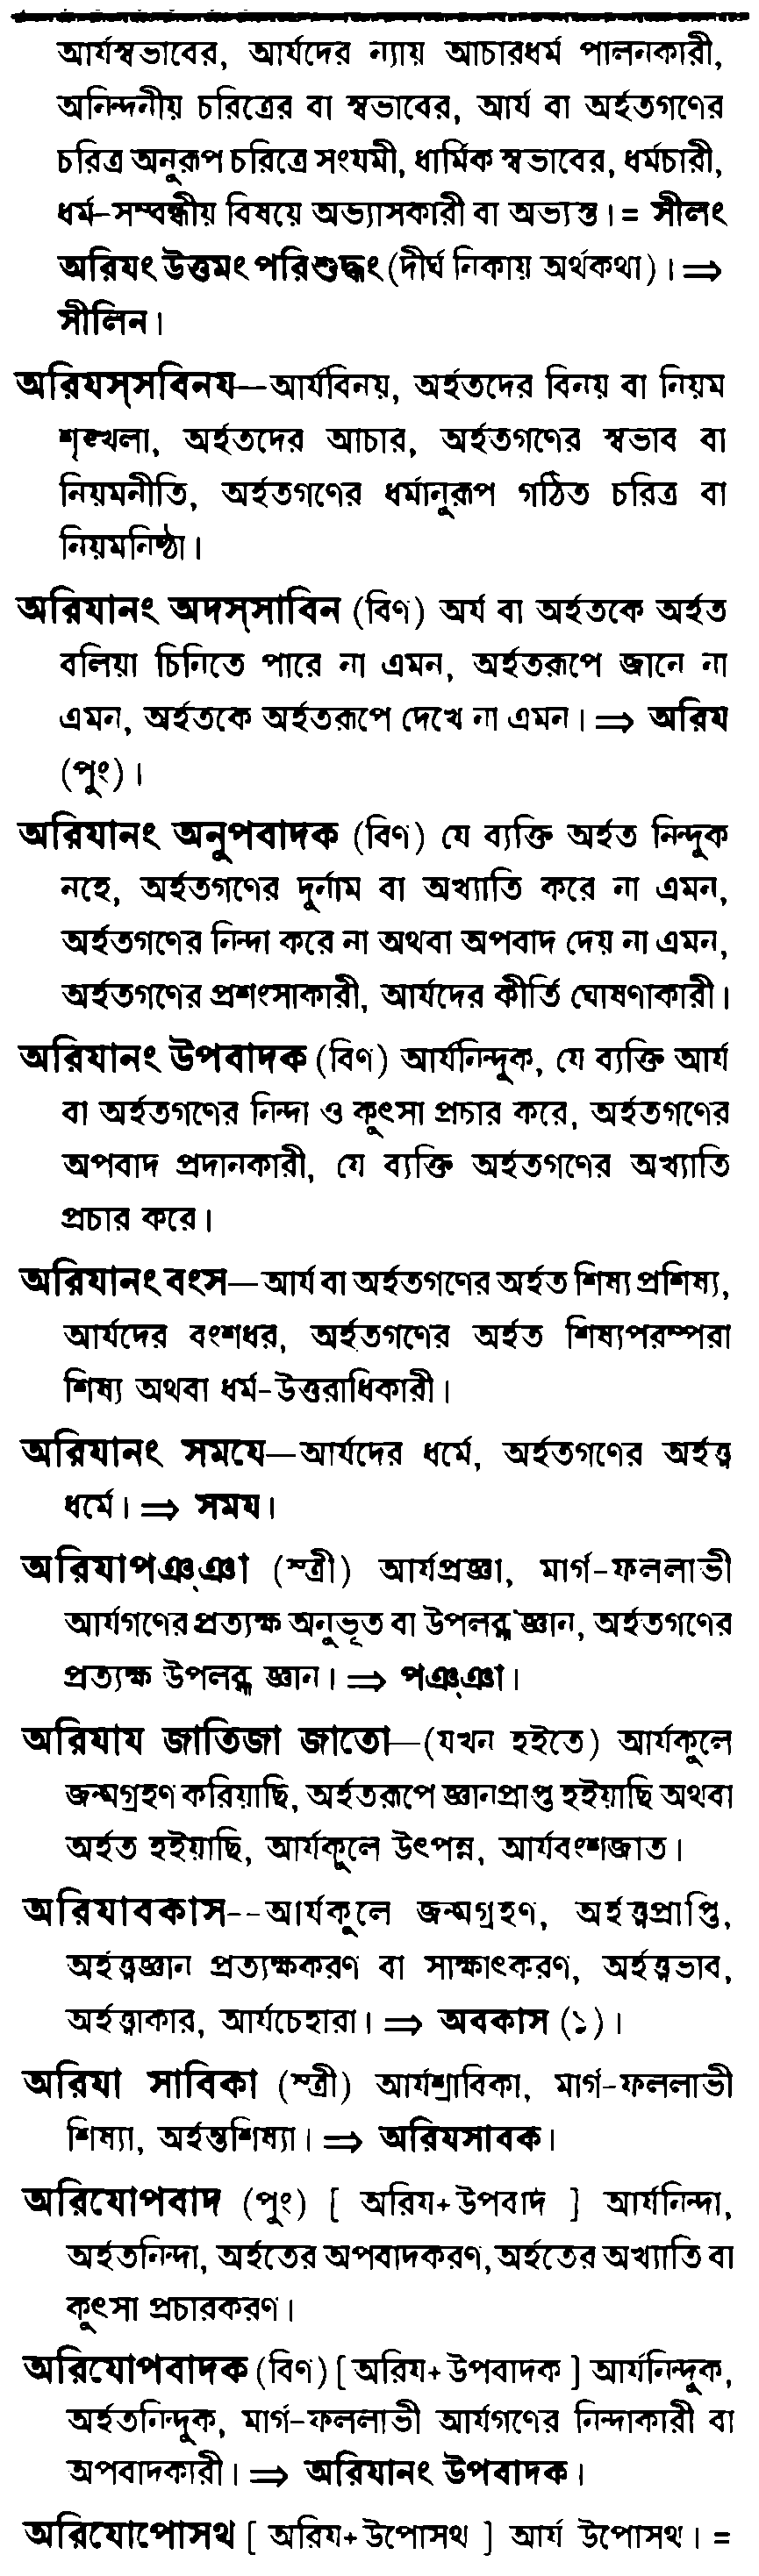 আর্যস্বভাবের, আর্যদের ন্যায় আচারধর্ম পালনকারী,
অনিন্দনীয় চরিত্রের বা স্বভাবের, আর্য বা অর্হতগণের
চরিত্র অনুরূপ চরিত্রে সংযমী, ধার্মিক স্বভাবের, ধর্মচারী,
ধর্ম-সম্বন্ধীয় বিষয়ে অভ্যাসকারী বা অভ্যস্ত। = সীলং
অরিযং উত্তমং পরিশুদ্ধং (দীর্ঘ নিকায় অর্থকথা)। ⇒
সীলিন।
অরিযস্সবিনয—আর্যবিনয়, অর্হতদের বিনয় বা নিয়ম
শৃঙ্খলা, অর্হতদের আচার, অর্হতগণের স্বভাব বা
নিয়মনীতি, অর্হতগণের ধর্মানুরূপ গঠিত চরিত্র বা
নিয়মনিষ্ঠা।
অরিযানং অদস্সাবিন (বিণ) অর্য বা অর্হতকে অর্হত
বলিয়া চিনিতে পারে না এমন, অর্হতরূপে জানে না
এমন, অর্হতকে অর্হতরূপে দেখে না এমন। ⇒ অরিয
(পুং)।
অরিযানং অনুপবাদক (বিণ) যে ব্যক্তি অর্হত নিন্দুক
নহে, অর্হতগণের দুর্নাম বা অখ্যাতি করে না এমন,
অর্হতগণের নিন্দা করে না অথবা অপবাদ দেয় না এমন,
অর্হতগণের প্রশংসাকারী, আর্যদের কীর্তি ঘোষণাকারী।
অরিযানং উপবাদক (বিণ) আর্যনিন্দুক, যে ব্যক্তি আর্য
বা অর্হতগণের নিন্দা ও কুৎসা প্রচার করে, অর্হতগণের
অপবাদ প্রদানকারী, যে ব্যক্তি অর্হতগণের অখ্যাতি
প্রচার করে।
অরিযানং বংস—আর্য বা অর্হতগণের অর্হত শিষ্য প্রশিষ্য,
আর্যদের বংশধর, অর্হতগণের অর্হত শিষ্যপরম্পরা
শিষ্য অথবা ধর্ম-উত্তরাধিকারী।
অরিযানং সময়ে—আর্যদের ধর্মে, অর্হতগণের অর্হত্ত্ব
ধর্মে। ⇒ সময।
অরিযাপঞ্ঞা (স্ত্রী) আর্যপ্রজ্ঞা, মার্গ-ফললাভী
আর্যগণের প্রত্যক্ষ অনুভূত বা উপলব্ধ জ্ঞান, অর্হতগণের
প্রত্যক্ষ উপলব্ধ জ্ঞান। ⇒ পঞ্ঞা।
অরিযায জাতিজা জাতো—(যখন হইতে) আর্যকুলে
জন্মগ্রহণ করিয়াছি, অর্হতরূপে জ্ঞানপ্রাপ্ত হইয়াছি অথবা
অর্হত হইয়াছি, আর্যকুলে উৎপন্ন, আর্যবংশজাত।
অরিযাবকাস--আর্যকুলে জন্মগ্রহণ, অর্হত্ত্বপ্রাপ্তি,
অর্হত্ত্বজ্ঞান প্রত্যক্ষকরণ বা সাক্ষাৎকরণ, অর্হত্ত্বভাব,
অর্হত্ত্বাকার, আর্যচেহারা। ⇒ অবকাস (১)।
অরিযা সাবিকা (স্ত্রী) আর্যশ্রাবিকা, মার্গ-ফললাভী
শিষ্যা, অর্হন্তশিষ্যা। ⇒ অরিযসাবক।
অরিযোপবাদ (পুং) [ অরিয+উপবাদ ] আর্যনিন্দা,
অর্হতনিন্দা, অর্হতের অপবাদকরণ, অর্হতের অখ্যাতি বা
কুৎসা প্রচারকরণ।
অরিযোপবাদক (বিণ) [ অরিয+উপবাদক ] আর্যনিন্দুক,
অর্হতনিন্দুক, মার্গ-ফললাভী আর্যগণের নিন্দাকারী বা
অপবাদকারী। ⇒ অরিযানং উপবাদক।
অরিযোপোসথ [ অরিয+উপোসথ ] আর্য উপোসথ। =